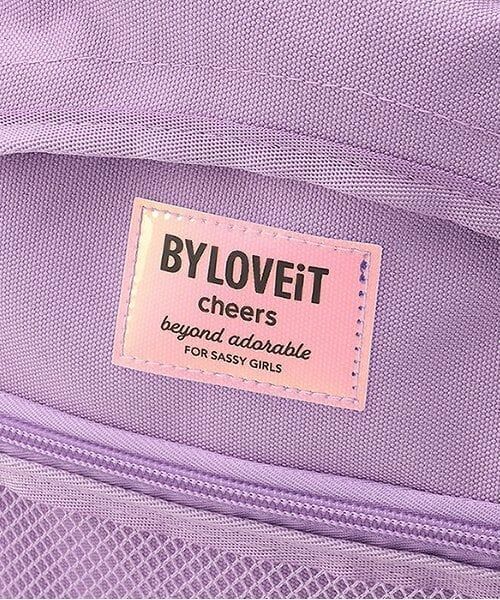 BYLOVEiT
cheers
beyond adorable
FOR SASSY GIRLS